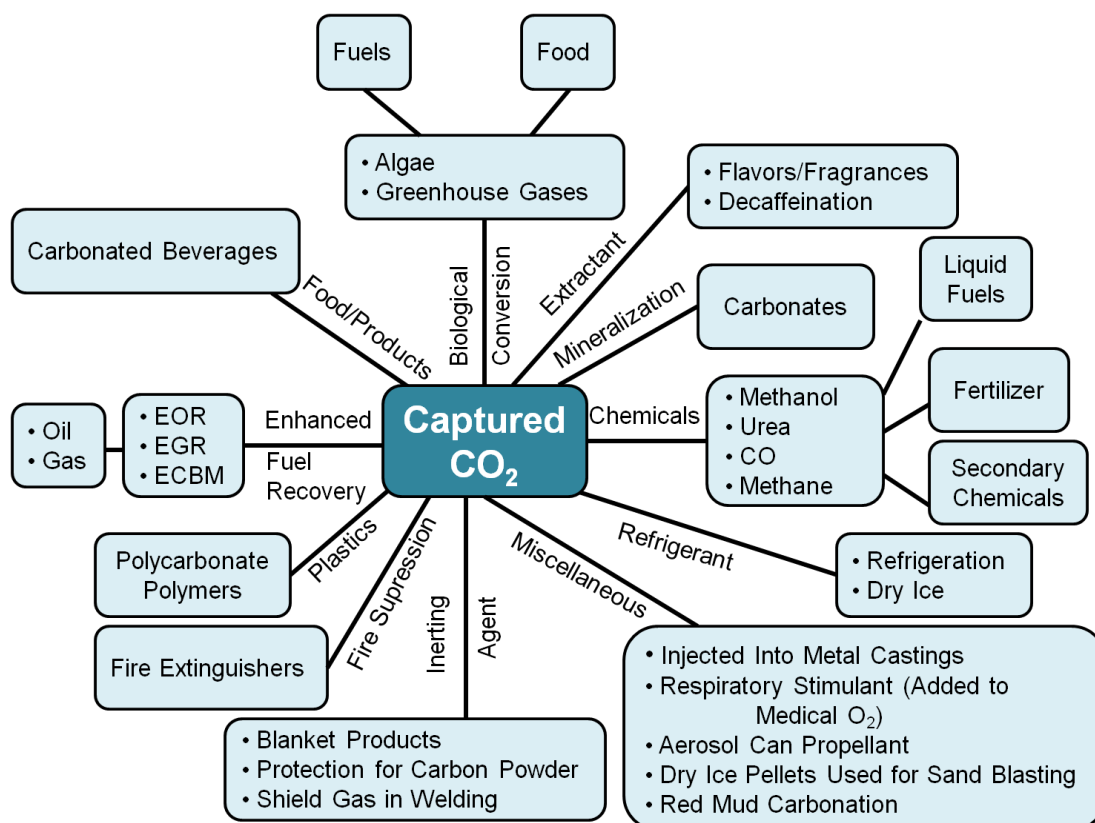 Fuels
Food
• Algae
• Greenhouse Gases
• Flavors/Fragrances
• Decaffeination
Carbonated Beverages
Food/Products
Biological
Conversion
Extractant
Mineralization
Carbonates
Liquid
Fuels
• Oil
• Gas
• EOR
• EGR
• ECBM
Enhanced
Fuel
Recovery
Captured
CO₂
Chemicals
• Methanol
• Urea
• CO
• Methane
Fertilizer
Secondary
Chemicals
Polycarbonate
Polymers
Plastics
Fire Extinguishers
Fire Supression
Inerting
Agent
Miscellaneous
Refrigerant
• Refrigeration
• Dry Ice
• Blanket Products
• Protection for Carbon Powder
• Shield Gas in Welding
• Injected Into Metal Castings
• Respiratory Stimulant (Added to
Medical O₂)
• Aerosol Can Propellant
• Dry Ice Pellets Used for Sand Blasting
• Red Mud Carbonation